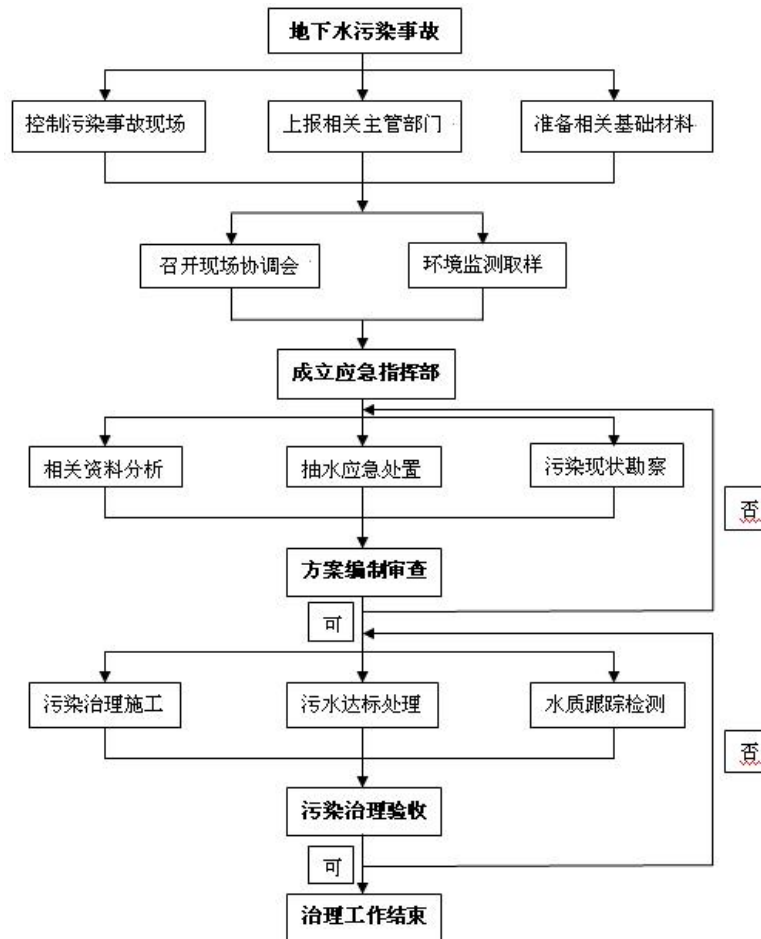 地下水污染事故
控制污染事故现场
上报相关主管部门
准备相关基础材料
召开现场协调会
环境监测取样
成立应急指挥部
相关资料分析
抽水应急处置
污染现状勘察
否
方案编制审查
可
污染治理施工
污水达标处理
水质跟踪检测
否
污染治理验收
可
治理工作结束